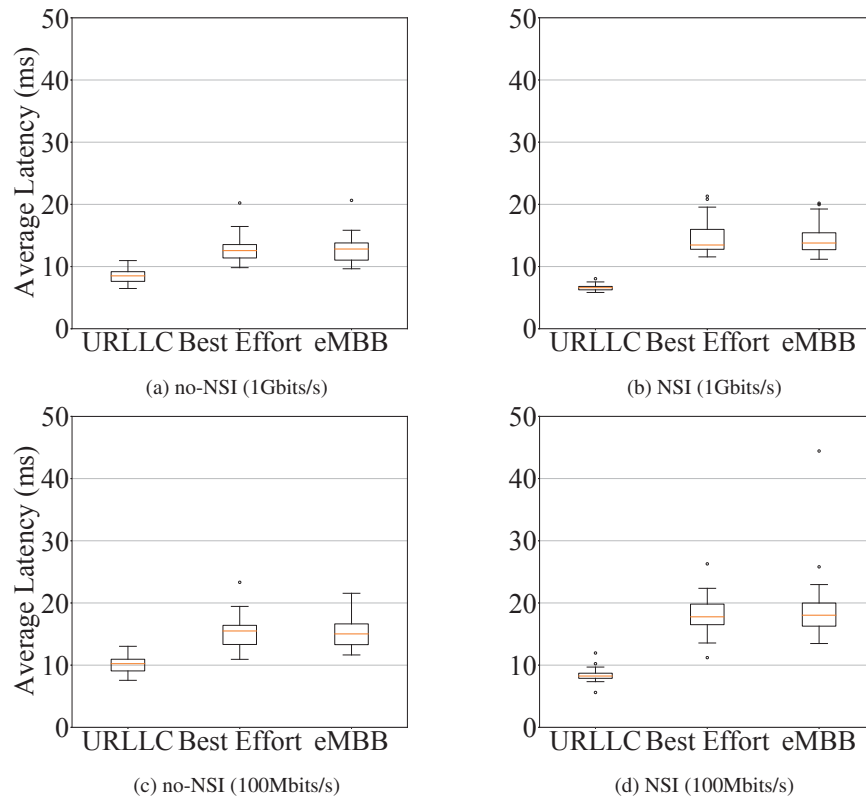 50
40
30
20
10
0
Average Latency (ms)
URLLC Best Effort eMBB
(a) no-NSI (1Gbits/s)
50
40
30
20
10
0
URLLC Best Effort eMBB
(b) NSI (1Gbits/s)
50
40
30
20
10
0
Average Latency (ms)
URLLC Best Effort eMBB
(c) no-NSI (100Mbits/s)
50
40
30
20
10
0
URLLC Best Effort eMBB
(d) NSI (100Mbits/s)